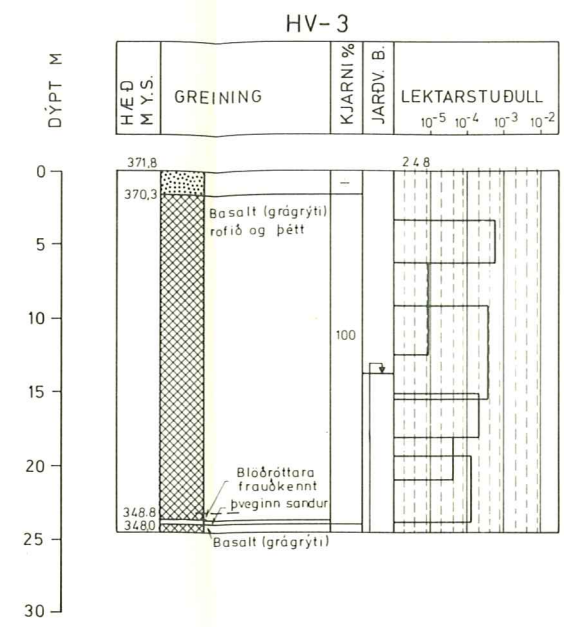 HV-3
DÝPT M
HÆÐ
M Y.S.
GREINING
KJARNI %
JARÐV. B.
LEKTARSTUÐULL
10-5 10-4 10-3 10-2
0
371,8
2 4 8
370,3
–
Basalt (grágrýti)
rofið og þétt
5
10
100
15
20
Blöðróttara
frauðkennt
þveginn sandur
348.8
348,0
25
Basalt (grágrýti)
30